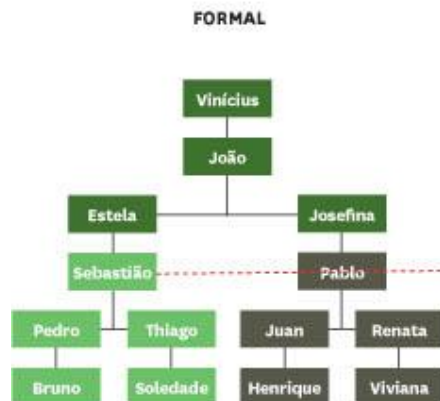 FORMAL
Vinícius
João
Estela Josefina
Sebastião Pablo
Pedro Thiago Juan Renata
Bruno Soledade Henrique Viviana